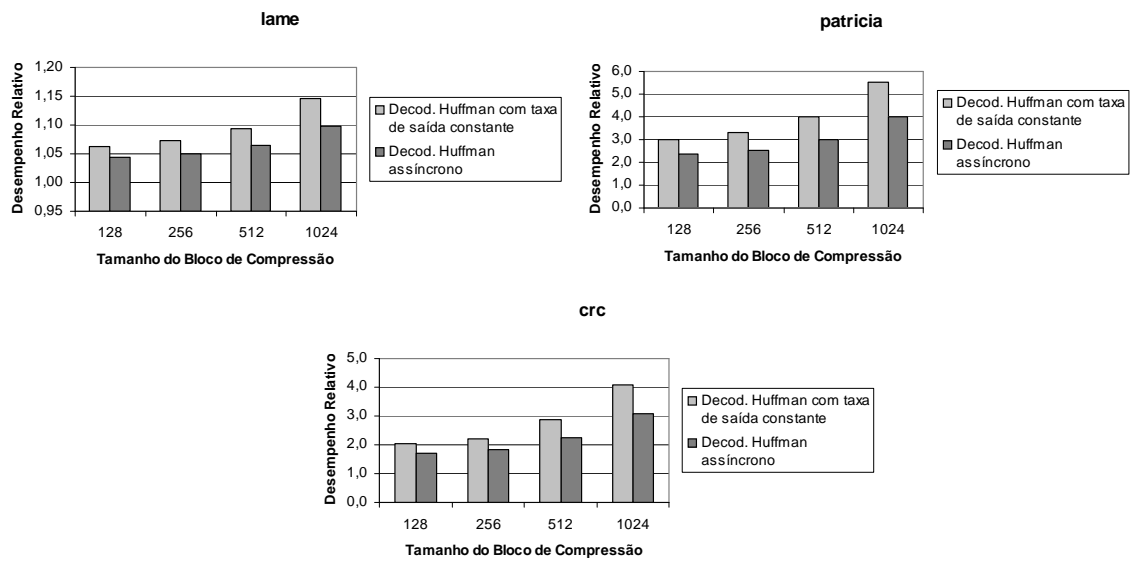 lame
Desempenho Relativo
1,20
1,15
1,10
1,05
1,00
0,95
128 256 512 1024
Tamanho do Bloco de Compressão
Decod. Huffman com taxa
de saída constante
Decod. Huffman
assíncrono
patricia
Desempenho Relativo
6,0
5,0
4,0
3,0
2,0
1,0
0,0
128 256 512 1024
Tamanho do Bloco de Compressão
Decod. Huffman com taxa
de saída constante
Decod. Huffman
assíncrono
crc
Desempenho Relativo
5,0
4,0
3,0
2,0
1,0
0,0
128 256 512 1024
Tamanho do Bloco de Compressão
Decod. Huffman com taxa
de saída constante
Decod. Huffman
assíncrono